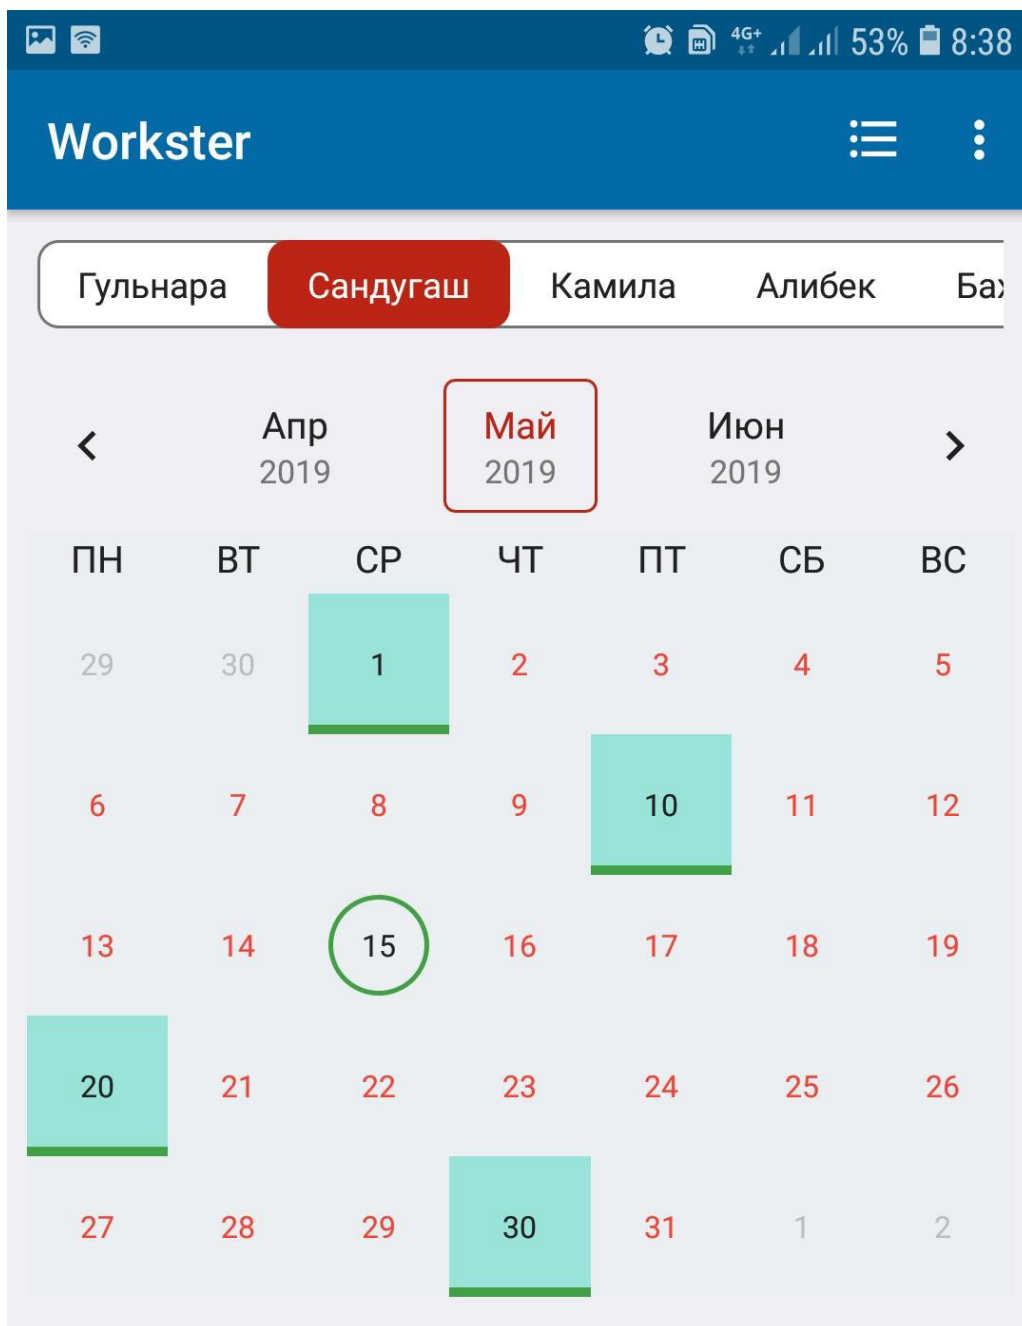 4G+ 53% 8:38
Workster
Гульнара Сандугаш Камила Алибек
Апр Май Июн
2019 2019 2019
ПН ВТ СР ЧТ ПТ СБ ВС
29 30 1 2 3 4 5
6 7 8 9 10 11 12
13 14 15 16 17 18 19
20 21 22 23 24 25 26
27 28 29 30 31 1 2